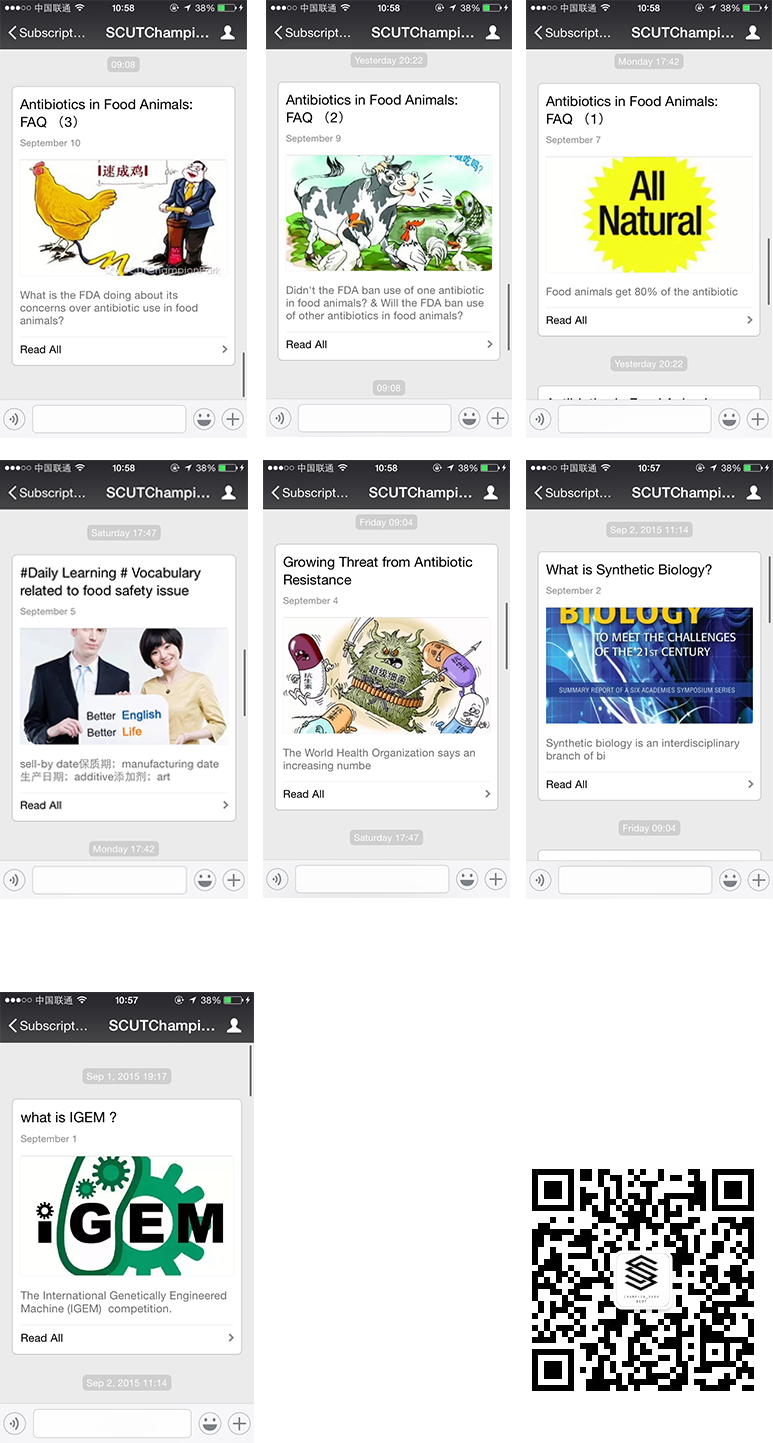 中国联通 10:58 38%
Subscript... SCUTChampi...
09:08
Antibiotics in Food Animals:
FAQ （3）
September 10
速成鸡
What is the FDA doing about its
concerns over antibiotic use in food
animals?
Read All
中国联通 10:58 38%
Subscript... SCUTChampi...
Yesterday 20:22
Antibiotics in Food Animals:
FAQ （2）
September 9
Didn't the FDA ban use of one antibiotic
in food animals? & Will the FDA ban use
of other antibiotics in food animals?
Read All
09:08
中国联通 10:58 38%
Subscript... SCUTChampi...
Monday 17:42
Antibiotics in Food Animals:
FAQ （1）
September 7
All
Natural
Food animals get 80% of the antibiotic
Read All
Yesterday 20:22
中国联通 10:58 38%
Subscript... SCUTChampi...
Saturday 17:47
#Daily Learning # Vocabulary
related to food safety issue
September 5
Better English
Better Life
sell-by date保质期；manufacturing date
生产日期；additive添加剂；art
Read All
Monday 17:42
中国联通 10:58 38%
Subscript... SCUTChampi...
Friday 09:04
Growing Threat from Antibiotic
Resistance
September 4
抗生素
超级细菌
The World Health Organization says an
increasing numbe
Read All
Saturday 17:47
中国联通 10:57 38%
Subscript... SCUTChampi...
Sep 2, 2015 11:14
What is Synthetic Biology?
September 2
BIOLOGY
TO MEET THE CHALLENGES
OF THE 21ST CENTURY
SUMMARY REPORT OF A SIX ACADEMIES SYMPOSIUM SERIES
Synthetic biology is an interdisciplinary
branch of bi
Read All
Friday 09:04
中国联通 10:57 38%
Subscript... SCUTChampi...
Sep 1, 2015 19:17
what is IGEM ?
September 1
iGEM
The International Genetically Engineered
Machine (IGEM) competition.
Read All
Sep 2, 2015 11:14